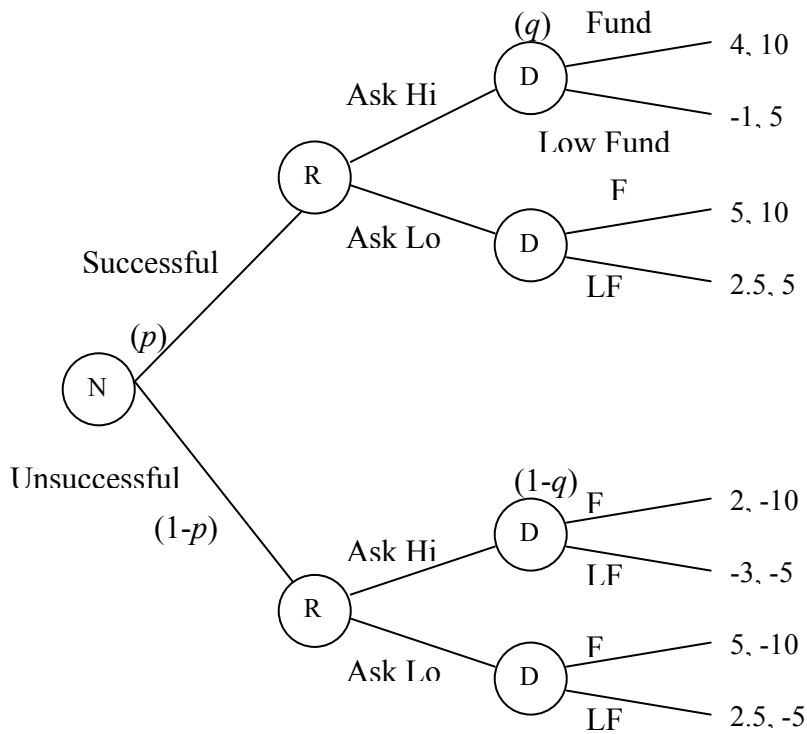 (q)
Fund
D
4, 10
Ask Hi
-1, 5
Low Fund
R
F
5, 10
Ask Lo
D
LF
2.5, 5
Successful
(p)
N
Unsuccessful
(1-p)
(1-q)
F
2, -10
D
Ask Hi
LF
-3, -5
R
F
5, -10
Ask Lo
D
LF
2.5, -5